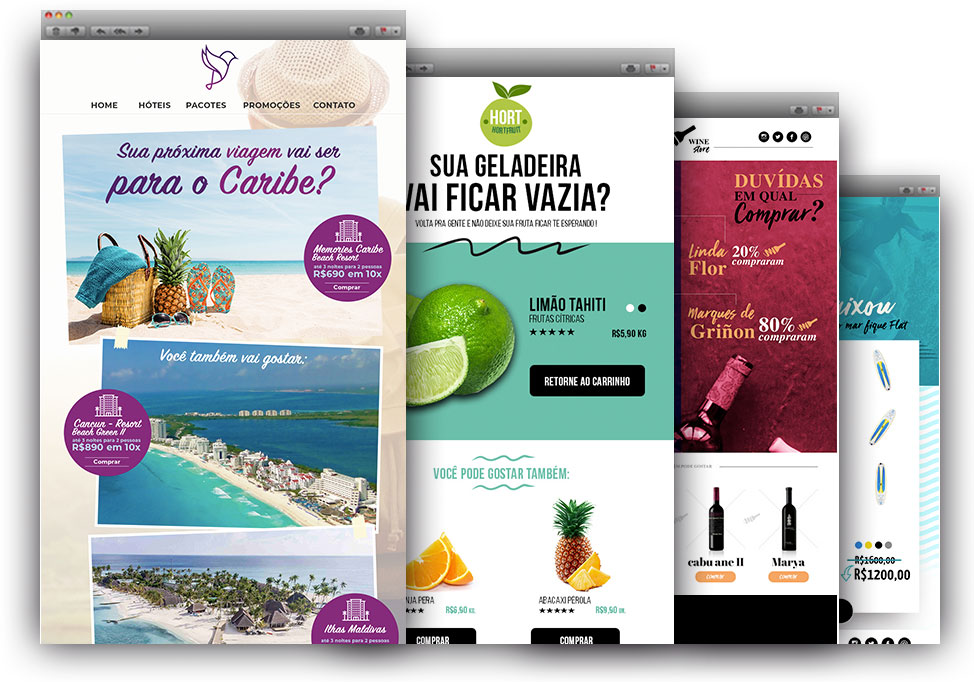 HOME HÓTEIS PACOTES PROMOÇÕES CONTATO
Sua próxima viagem vai ser
para o Caribe?
Memories Caribe
Beach Resort
até 3 noites para 2 pessoas
R$690 em 10x
Comprar
Você também vai gostar:
Cancun - Resort
Beach Green II
até 3 noites para 2 pessoas
R$890 em 10x
Comprar
Ilhas Maldivas
até 3 noites para 2 pessoas
HORT
HORTIFRUTI
SUA GELADEIRA
VAI FICAR VAZIA?
VOLTA PRA GENTE E NÃO DEIXE SUA FRUTA FICAR TE ESPERANDO!
LIMÃO TAHITI
FRUTAS CÍTRICAS
★★★★★ R$5,90 KG
RETORNE AO CARRINHO
VOCÊ PODE GOSTAR TAMBÉM:
NJA PERA
R$6,90 KG.
COMPRAR
ABACAXI PEROLA
★★★★★ R$9,50 UN.
COMPRAR
WINE
store
DUVÍDAS
EM QUAL
Comprar?
Linda
Flor
20%
compraram
Marques de
Griñon
80%
compraram
PODE GOSTAR
cabu ane II
COMPRAR
Marya
COMPRAR
ixou
mar fique Flat
R$1600,00
R$1200,00